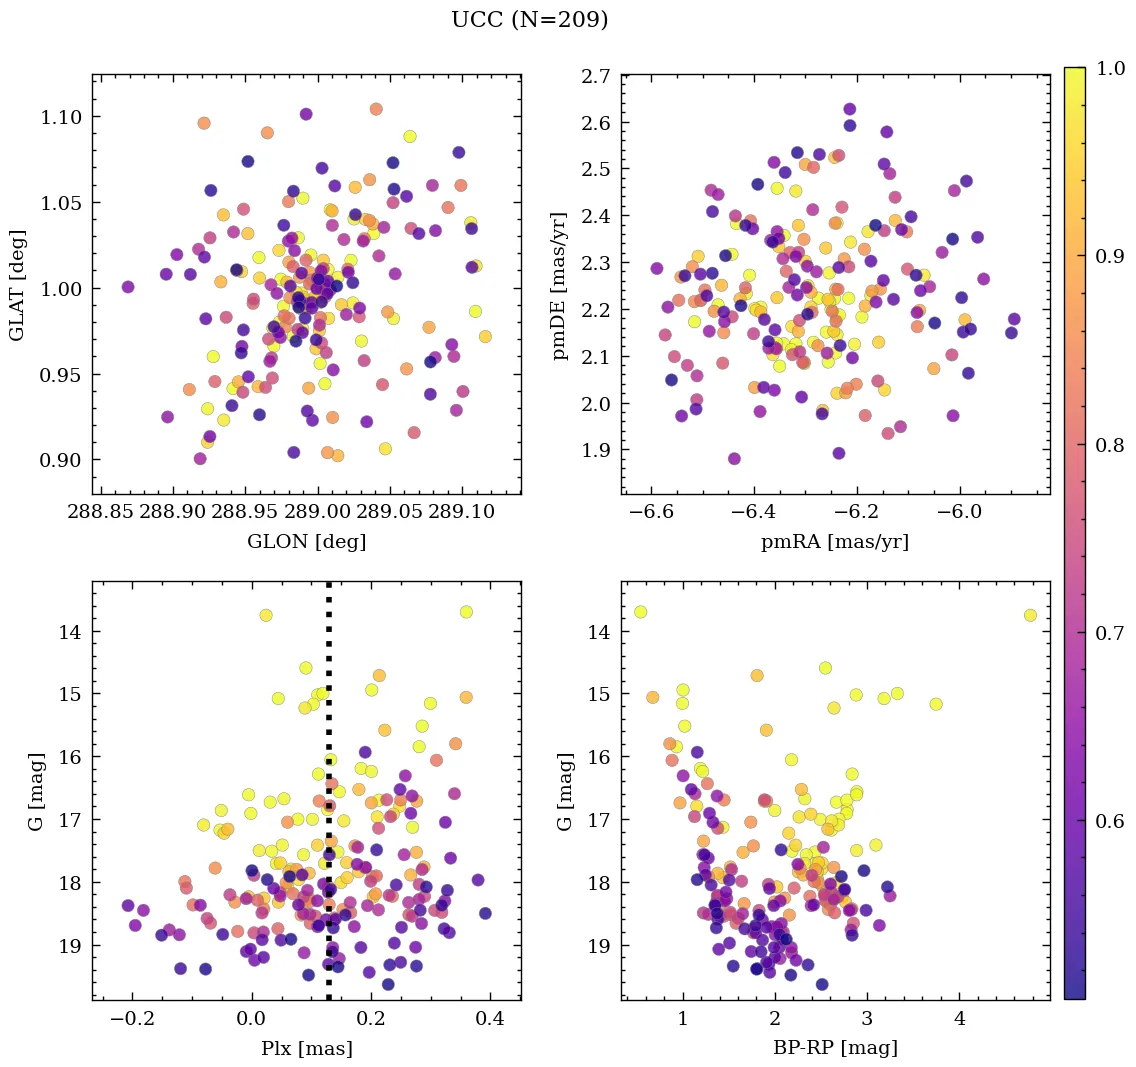 UCC (N=209)
1.10
1.05
1.00
0.95
0.90
GLAT [deg]
288.85 288.90 288.95 289.00 289.05 289.10
GLON [deg]
2.7
2.6
2.5
2.4
2.3
2.2
2.1
2.0
1.9
pmDE [mas/yr]
−6.6 −6.4 −6.2 −6.0
pmRA [mas/yr]
14
15
16
17
18
19
G [mag]
−0.2 0.0 0.2 0.4
Plx [mas]
14
15
16
17
18
19
G [mag]
1 2 3 4
BP-RP [mag]
1.0
0.9
0.8
0.7
0.6